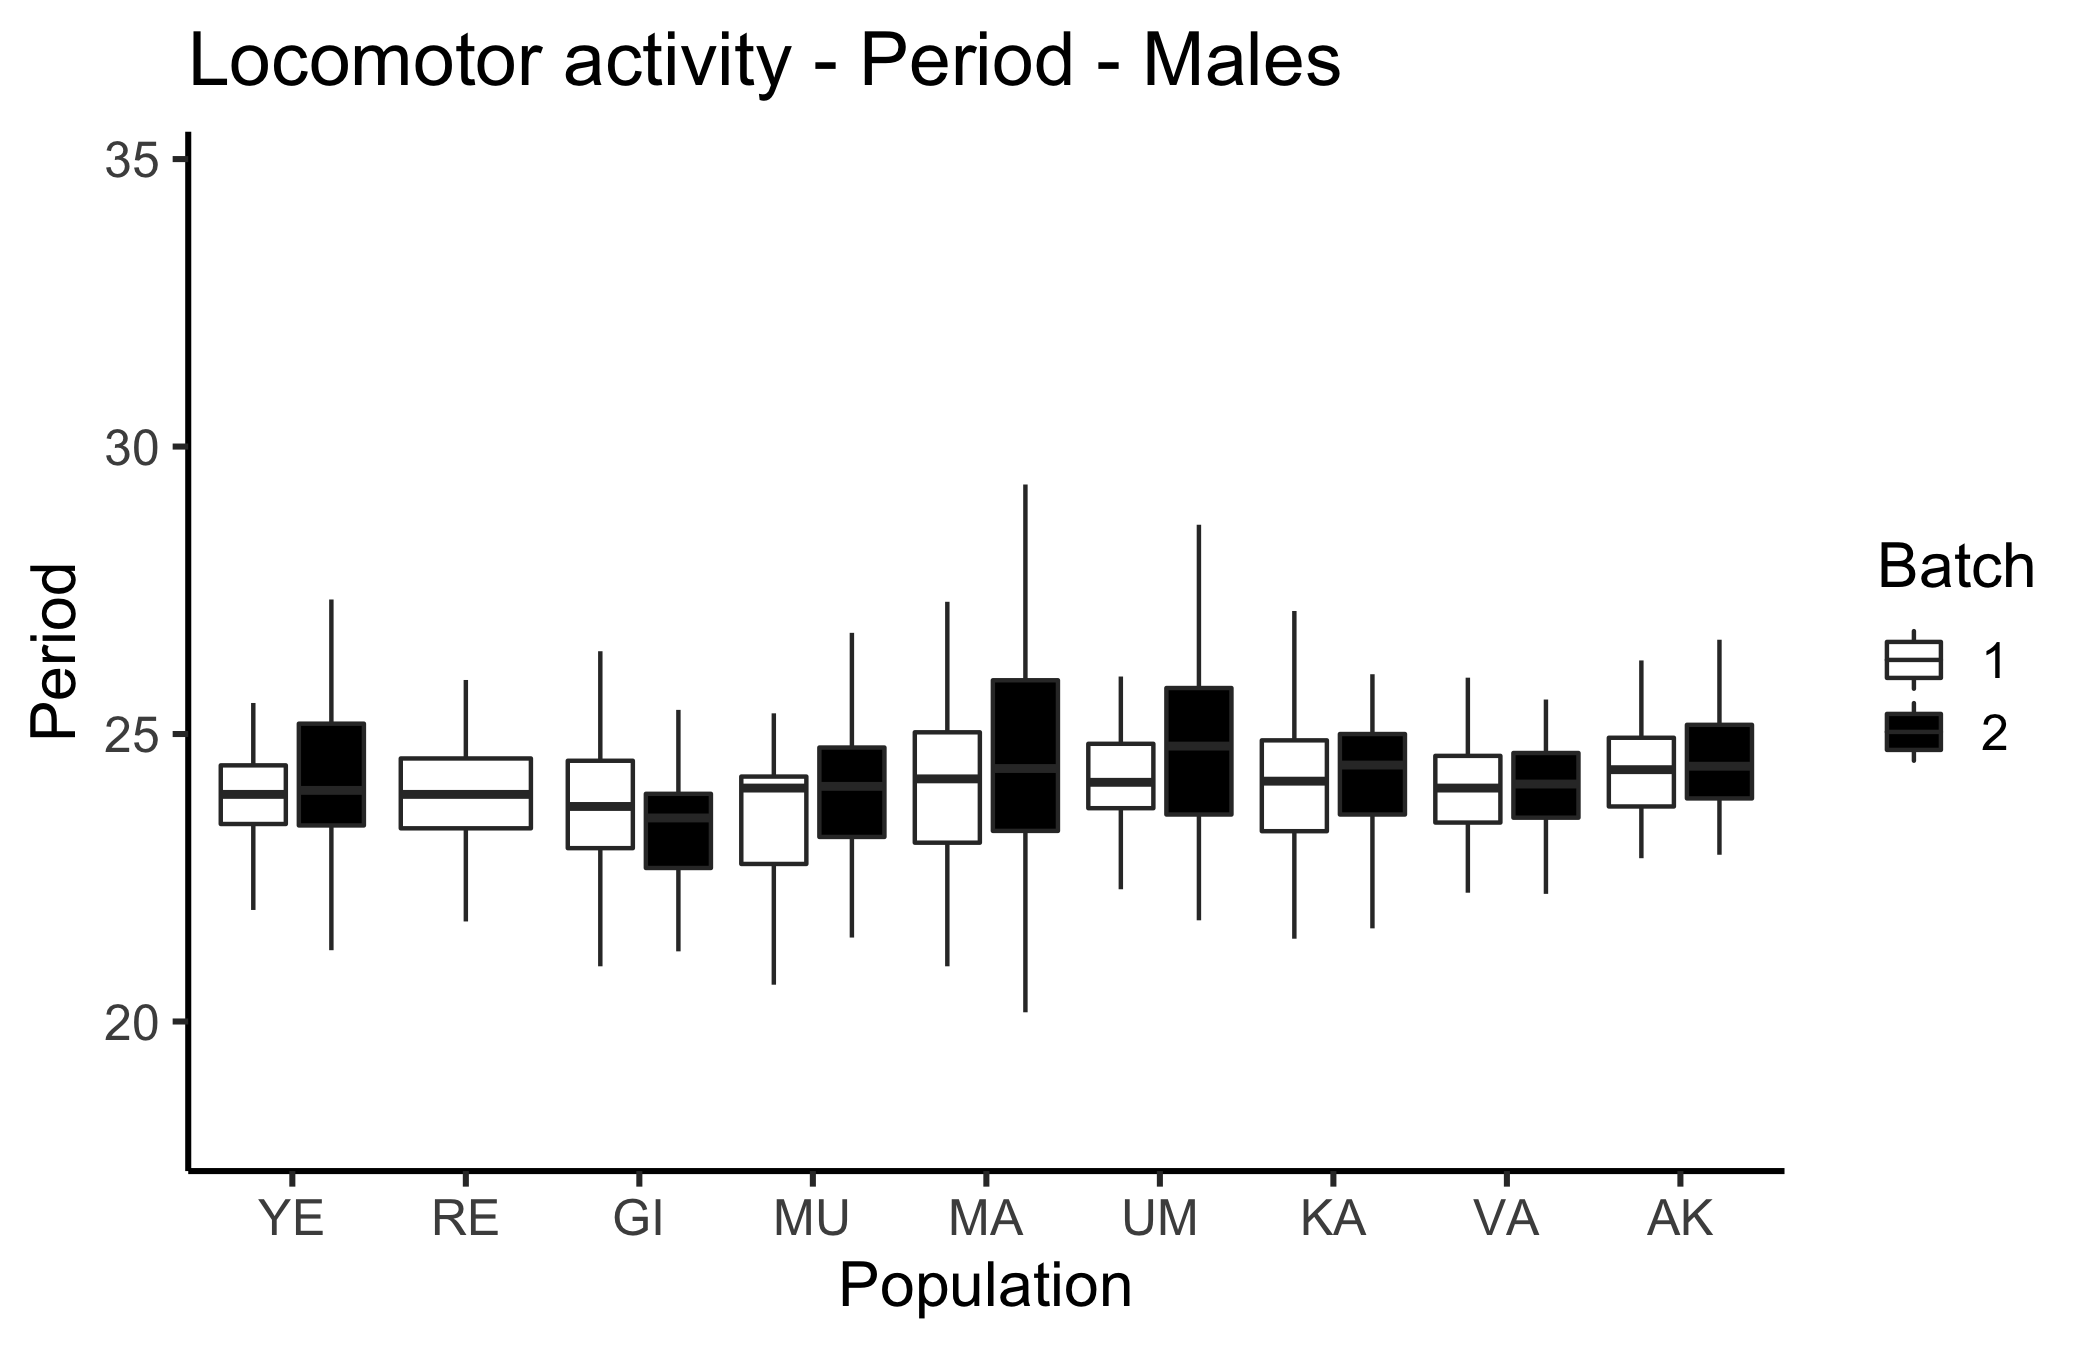 Locomotor activity - Period - Males
35
30
25
20
Period
YE RE GI MU MA UM KA VA AK
Population
Batch
1
2